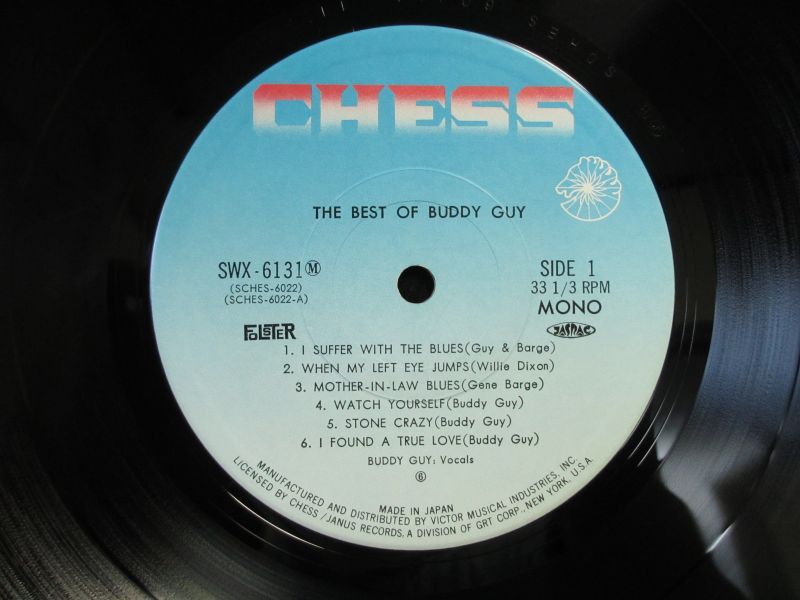 CHESS
THE BEST OF BUDDY GUY
SWX-6131Ⓜ
(SCHES-6022)
(SCHES-6022-A)
SIDE 1
33 1/3 RPM
MONO
FOLSTER
JASRAC
1. I SUFFER WITH THE BLUES(Guy & Barge)
2. WHEN MY LEFT EYE JUMPS(Willie Dixon)
3. MOTHER-IN-LAW BLUES(Gene Barge)
4. WATCH YOURSELF(Buddy Guy)
5. STONE CRAZY(Buddy Guy)
6. I FOUND A TRUE LOVE(Buddy Guy)
BUDDY GUY: Vocals
⑥
MADE IN JAPAN
MANUFACTURED AND DISTRIBUTED BY VICTOR MUSICAL INDUSTRIES, INC.
LICENSED BY CHESS/JANUS RECORDS, A DIVISION OF GRT CORP., NEW YORK, U.S.A.